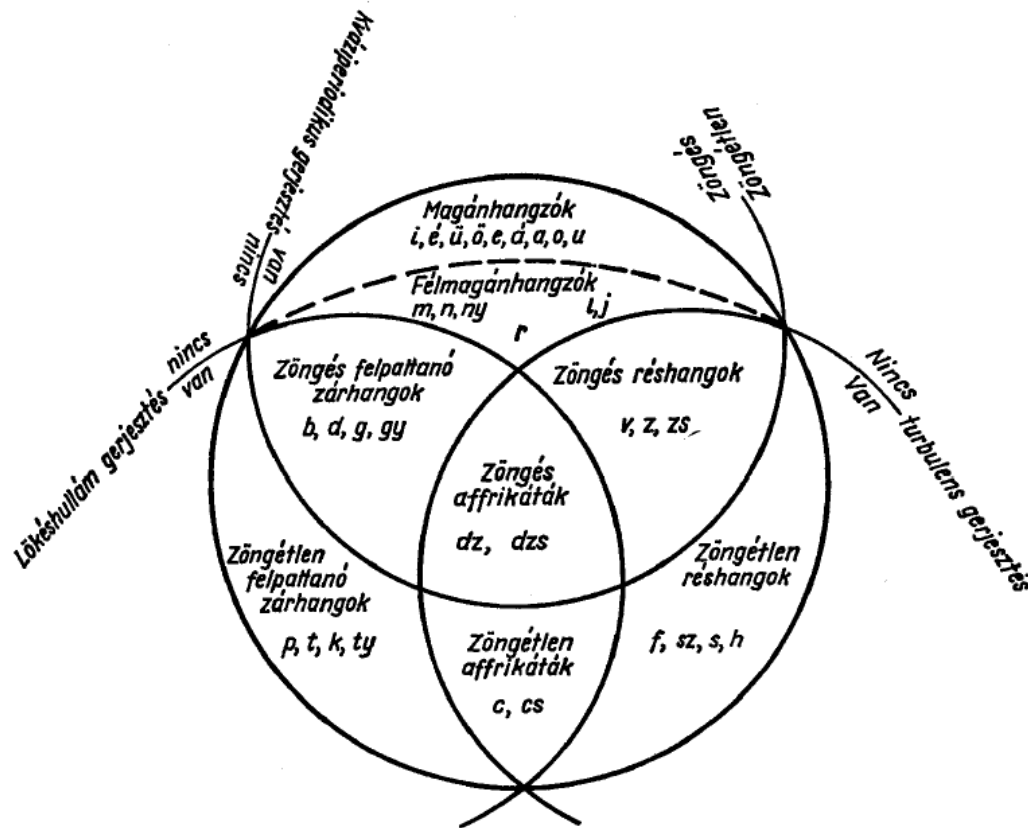 Kváziperiodikus gerjesztés van
nincs
Zöngétlen
Zöngés
Magánhangzók
i, é, ü, ö, e, á, a, o, u
Félmagánhangzók
m, n, ny
l, j
r
Lökéshullám gerjesztés nincs
van
Nincs turbulens gerjesztés
Van
Zöngés felpattanó
zárhangok
b, d, g, gy
Zöngés réshangok
v, z, zs
Zöngés
affrikáták
dz, dzs
Zöngétlen
felpattanó
zárhangok
p, t, k, ty
Zöngétlen
réshangok
f, sz, s, h
Zöngétlen
affrikáták
c, cs